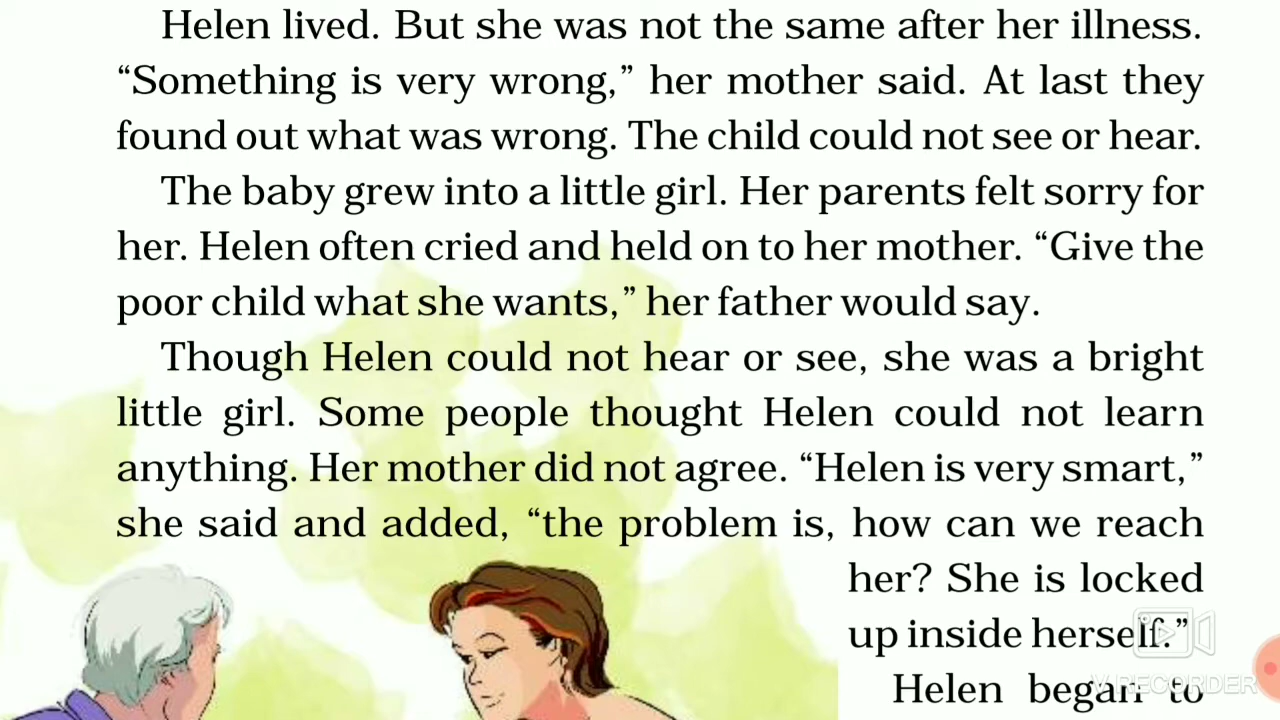 Helen lived. But she was not the same after her illness.
“Something is very wrong,” her mother said. At last they
found out what was wrong. The child could not see or hear.
The baby grew into a little girl. Her parents felt sorry for
her. Helen often cried and held on to her mother. “Give the
poor child what she wants,” her father would say.
Though Helen could not hear or see, she was a bright
little girl. Some people thought Helen could not learn
anything. Her mother did not agree. “Helen is very smart,”
she said and added, “the problem is, how can we reach
her? She is locked
up inside herself.”
Helen began to
V RECORDER